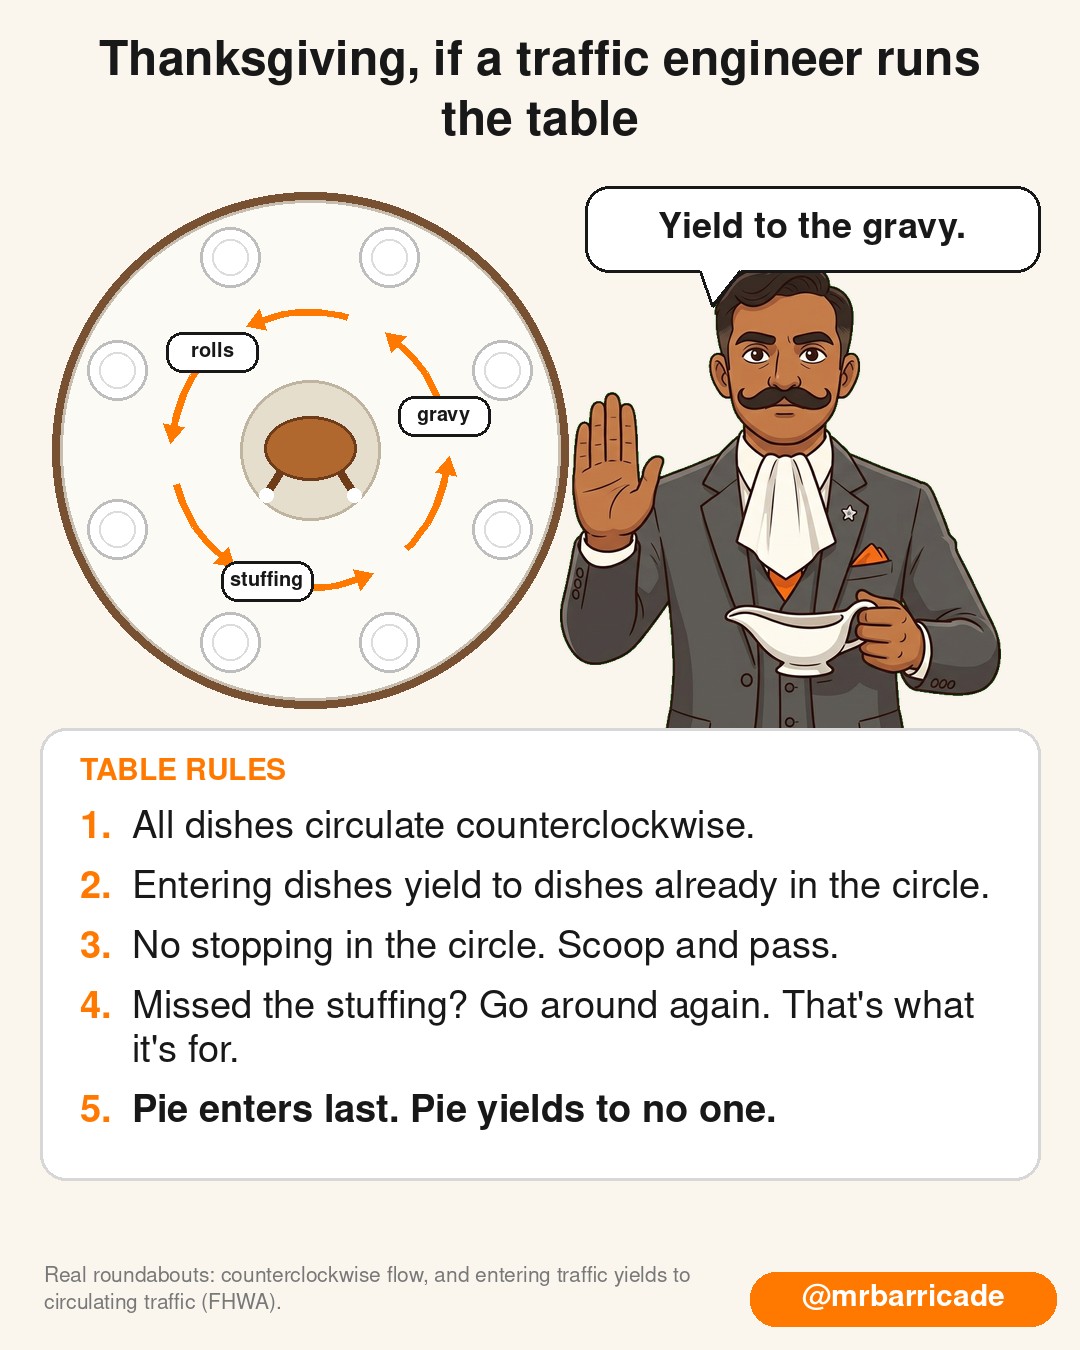 Thanksgiving, if a traffic engineer runs
the table
Yield to the gravy.
rolls
gravy
stuffing
TABLE RULES
1. All dishes circulate counterclockwise.
2. Entering dishes yield to dishes already in the circle.
3. No stopping in the circle. Scoop and pass.
4. Missed the stuffing? Go around again. That's what
it's for.
5. Pie enters last. Pie yields to no one.
Real roundabouts: counterclockwise flow, and entering traffic yields to
circulating traffic (FHWA).
@mrbarricade